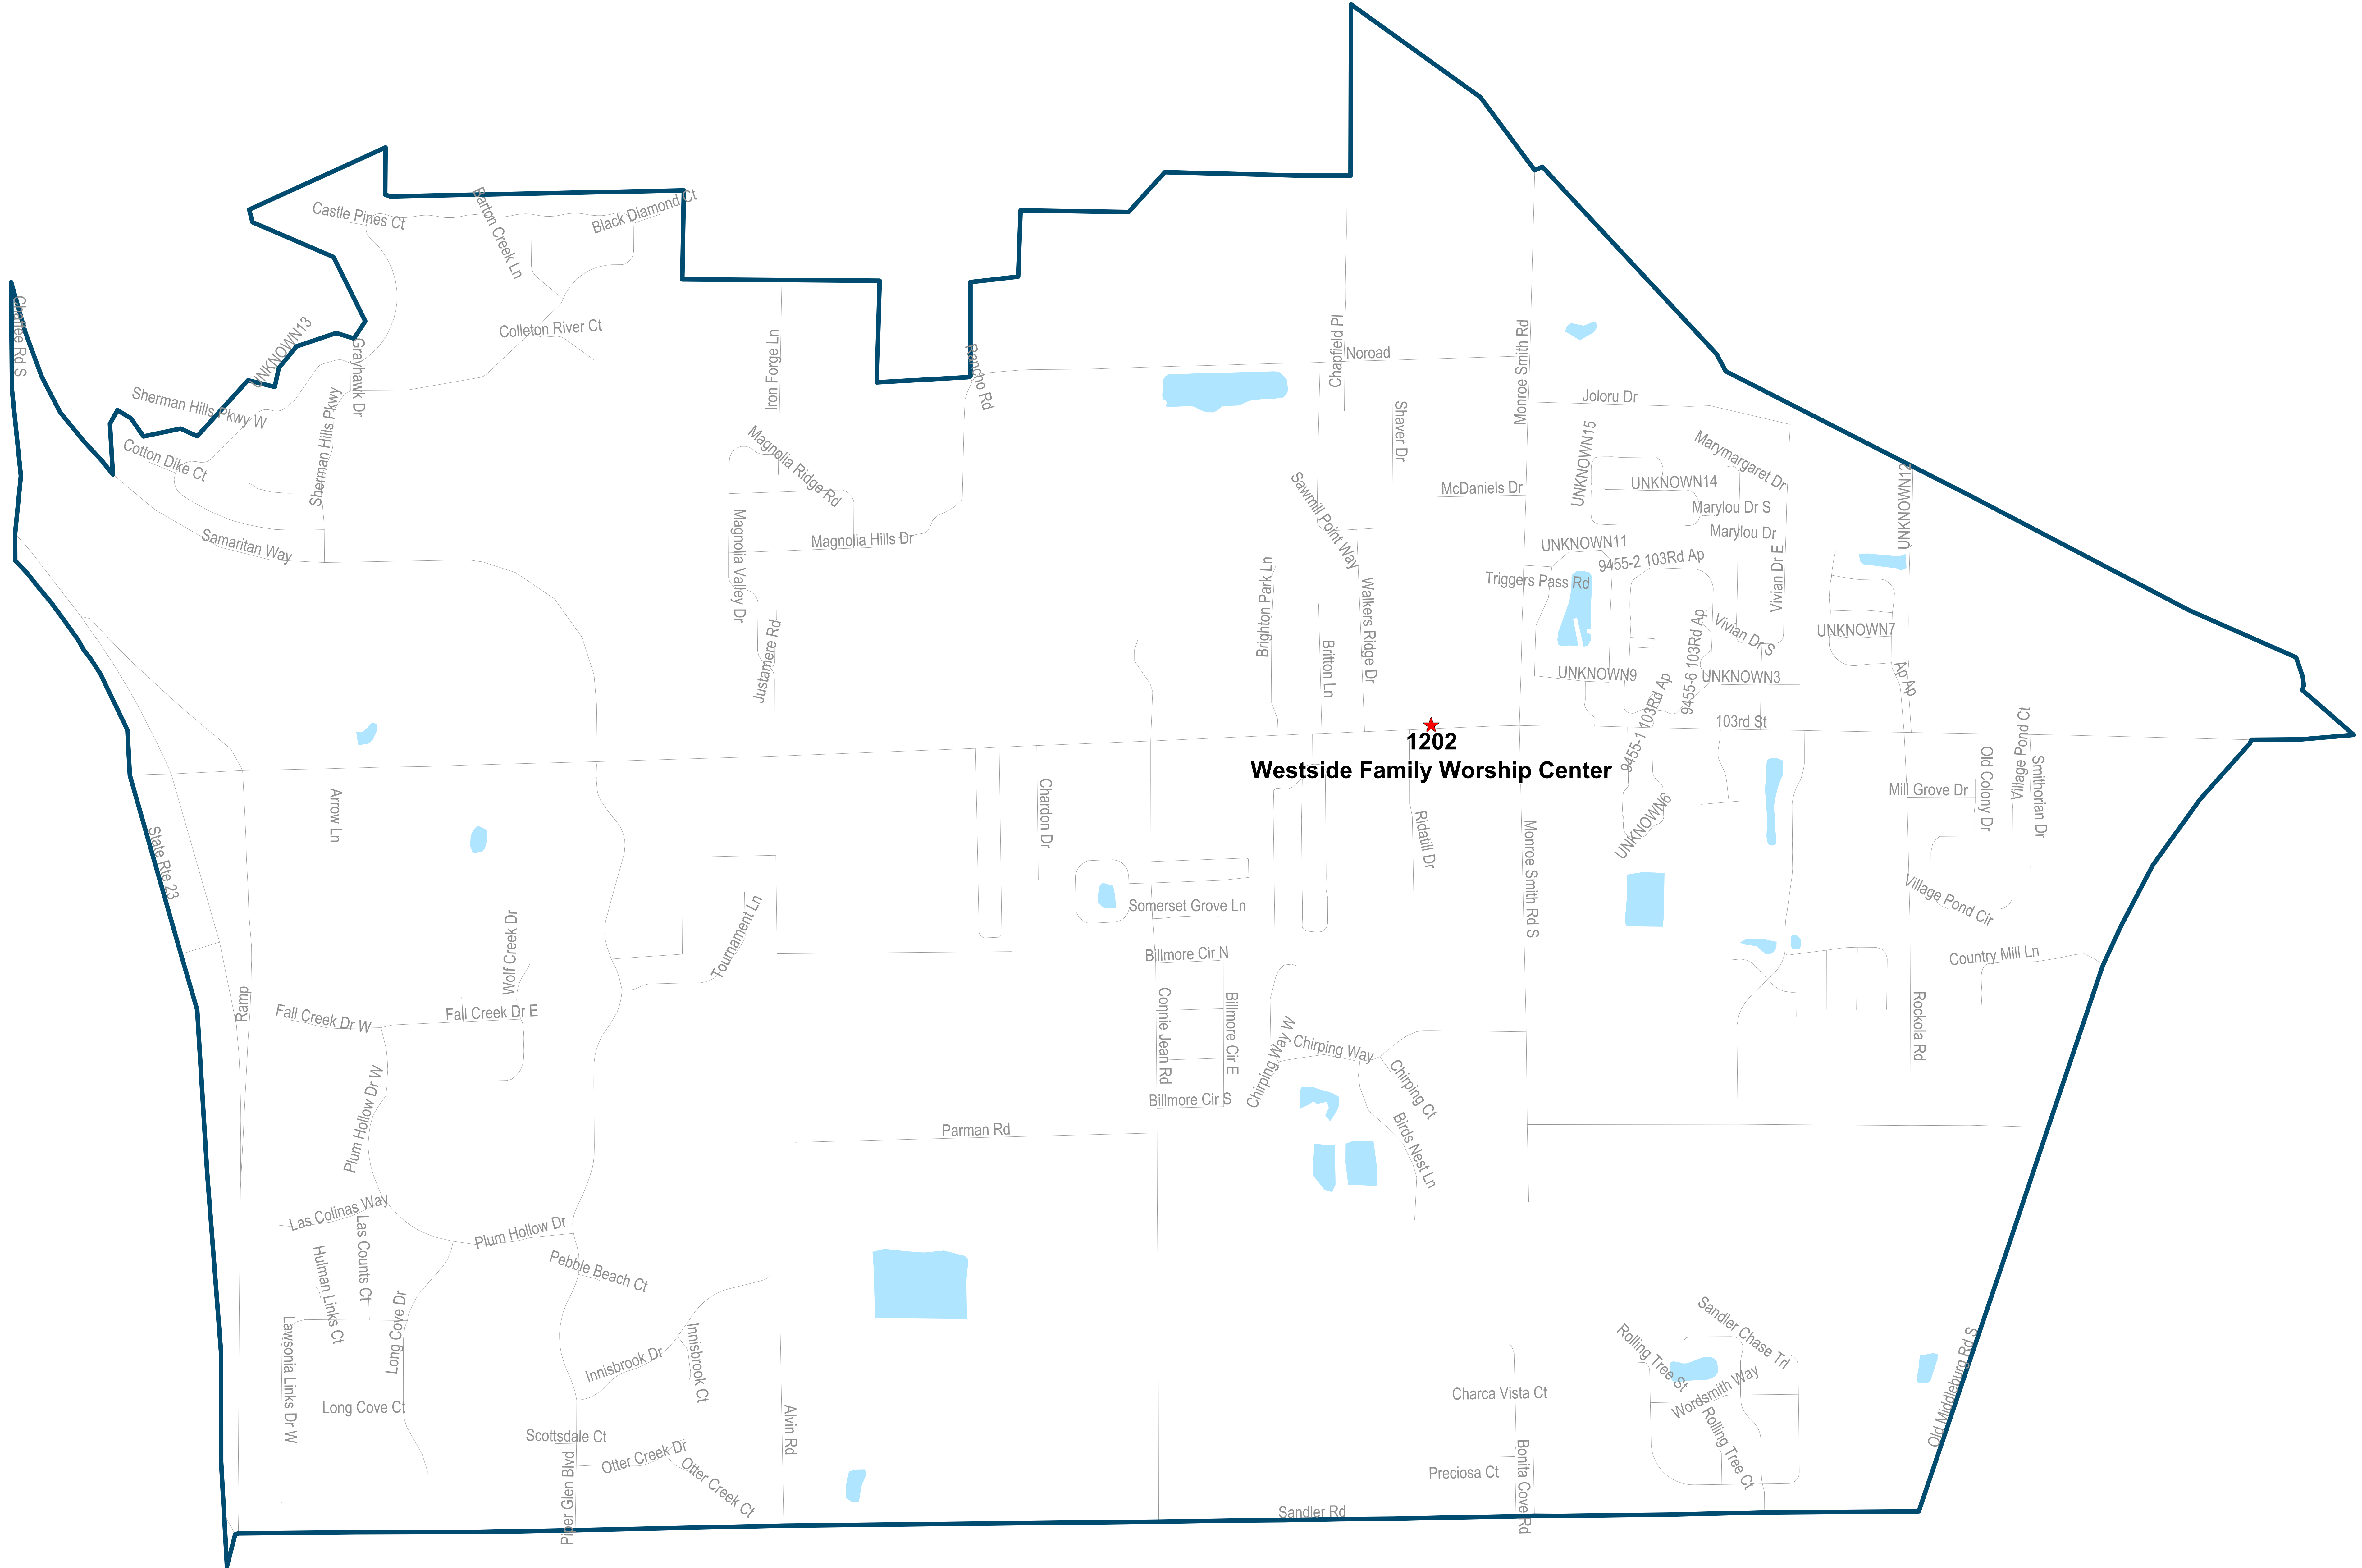 Castle Pines Ct
Barton Creek Ln
Black Diamond Ct
Chaffee Rd S
UNKNOWN13
Grayhawk Dr
Colleton River Ct
Iron Forge Ln
Rancho Rd
Chapfield Pl
Noroad
Monroe Smith Rd
Sherman Hills Pkwy W
Sherman Hills Pkwy
Cotton Dike Ct
Samaritan Way
Magnolia Ridge Rd
Magnolia Valley Dr
Magnolia Hills Dr
Justamere Rd
Shaver Dr
Sawmill Point Way
McDaniels Dr
Joloru Dr
UNKNOWN15
UNKNOWN14
Marymargaret Dr
Marylou Dr S
Marylou Dr
UNKNOWN12
UNKNOWN11
9455-2 103Rd Ap
Triggers Pass Rd
Vivian Dr E
Brighton Park Ln
Britton Ln
Walkers Ridge Dr
9455-6 103Rd Ap
Vivian Dr S
UNKNOWN7
UNKNOWN9
UNKNOWN3
Ap Ap
9455-1 103Rd Ap
103rd St
1202
Westside Family Worship Center
Village Pond Ct
Old Colony Dr
Smithorian Dr
Mill Grove Dr
Arrow Ln
State Rte 23
Chardon Dr
Ridatill Dr
UNKNOWN6
Monroe Smith Rd S
Village Pond Cir
Somerset Grove Ln
Tournament Ln
Wolf Creek Dr
Billmore Cir N
Country Mill Ln
Ramp
Fall Creek Dr W
Fall Creek Dr E
Connie Jean Rd
Billmore Cir E
Chirping Way W
Chirping Way
Chirping Ct
Rockola Rd
Plum Hollow Dr W
Billmore Cir S
Birds Nest Ln
Parman Rd
Las Colinas Way
Las Counts Ct
Hulman Links Ct
Plum Hollow Dr
Pebble Beach Ct
Long Cove Dr
Lawsonia Links Dr W
Innisbrook Dr
Innisbrook Ct
Sandler Chase Trl
Rolling Tree St
Wordsmith Way
Old Middleburg Rd S
Charca Vista Ct
Long Cove Ct
Alvin Rd
Rolling Tree Ct
Scottsdale Ct
Otter Creek Dr
Otter Creek Ct
Piper Glen Blvd
Preciosa Ct
Bonita Cove Rd
Sandler Rd